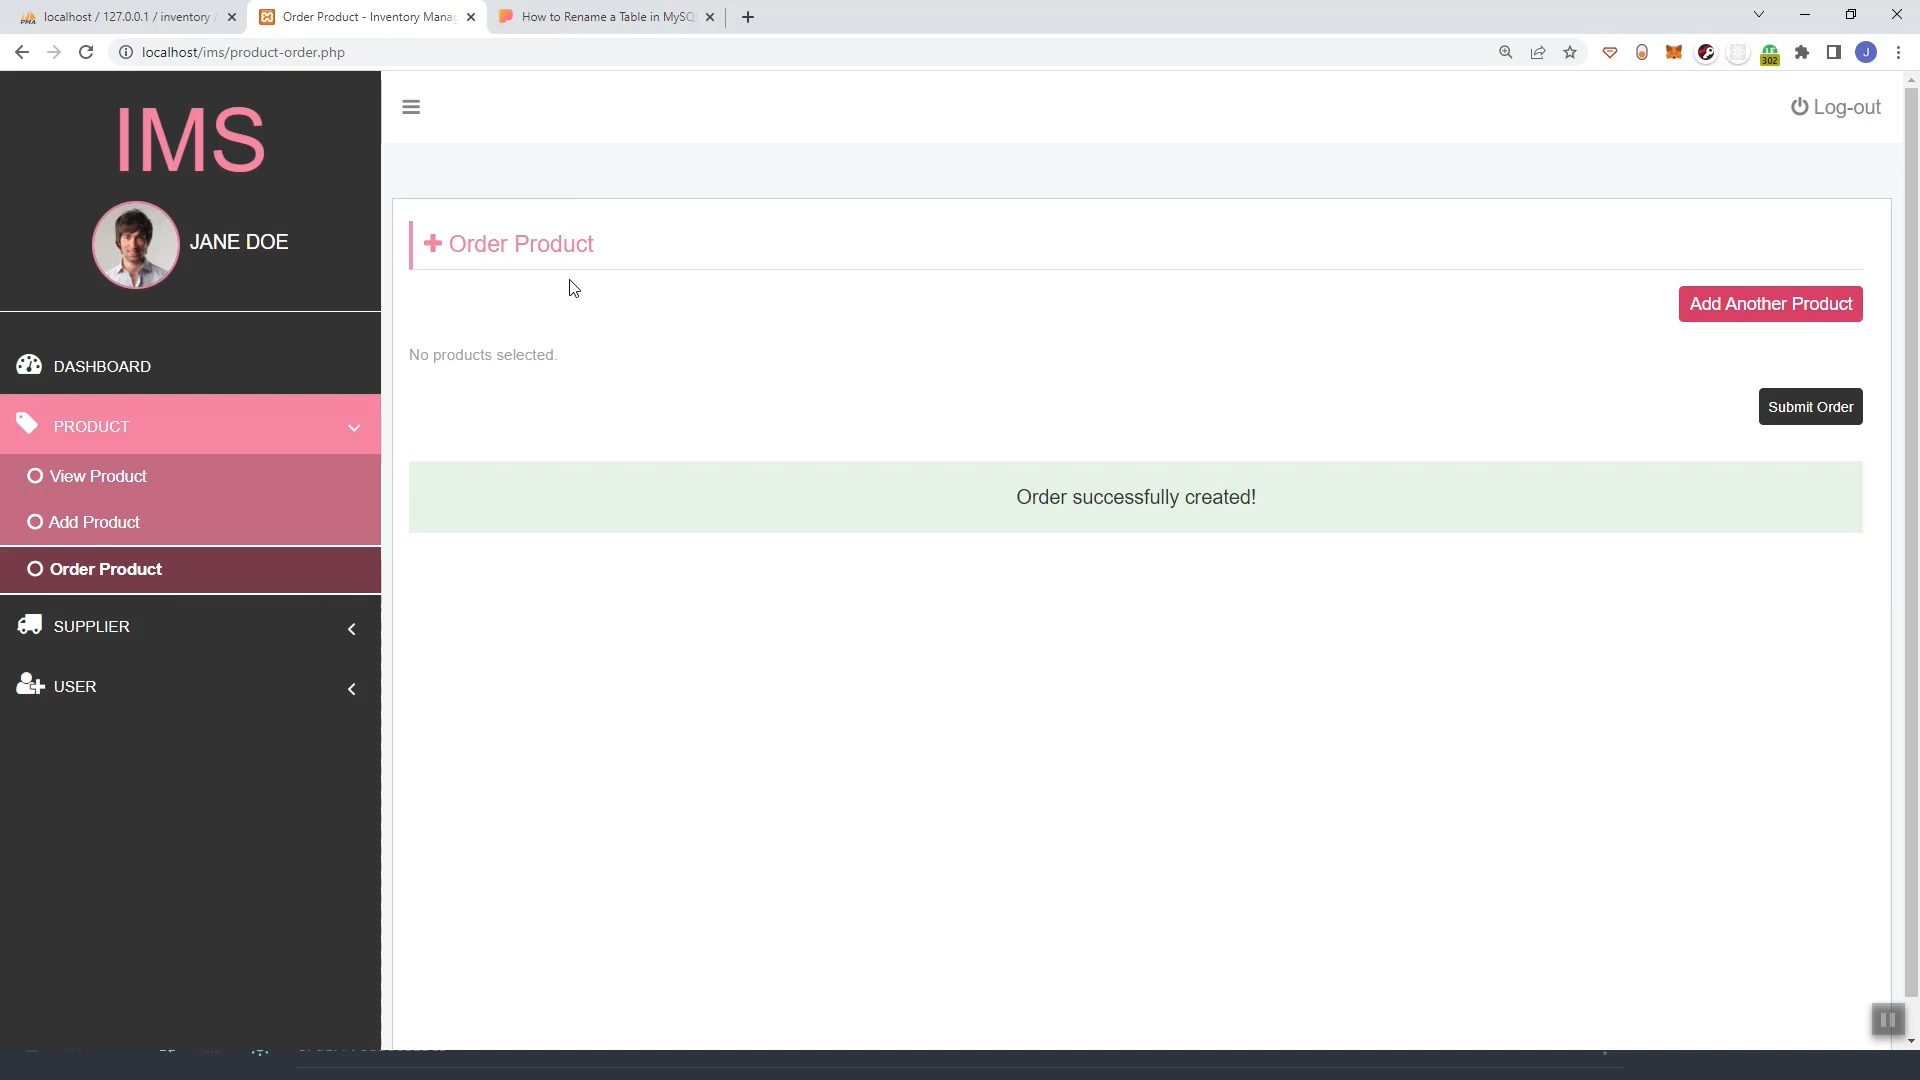 localhost / 127.0.0.1 / inventory
Order Product - Inventory Manag
How to Rename a Table in MySQ
localhost/ims/product-order.php
302
J
IMS
JANE DOE
Log-out
Order Product
Add Another Product
No products selected.
Submit Order
Order successfully created!
DASHBOARD
PRODUCT
View Product
Add Product
Order Product
SUPPLIER
USER